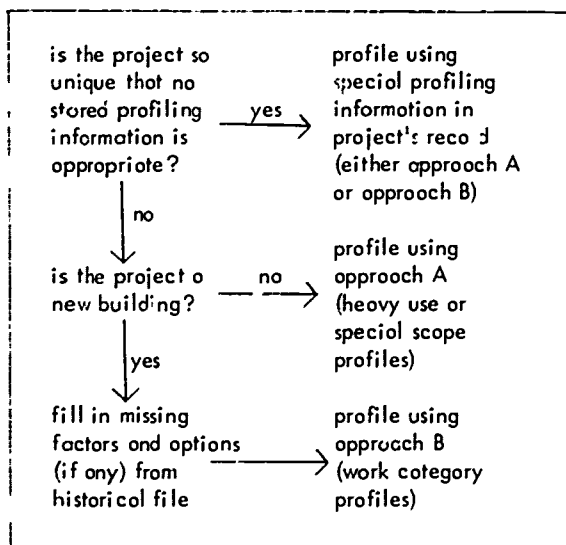 is the project so
unique that no
stored profiling
information is
appropriate?
yes
profile using
special profiling
information in
project's record
(either approach A
or approach B)
no
is the project a
new building?
no
profile using
approach A
(heavy use or
special scope
profiles)
yes
fill in missing
factors and options
(if any) from
historical file
profile using
approach B
(work category
profiles)